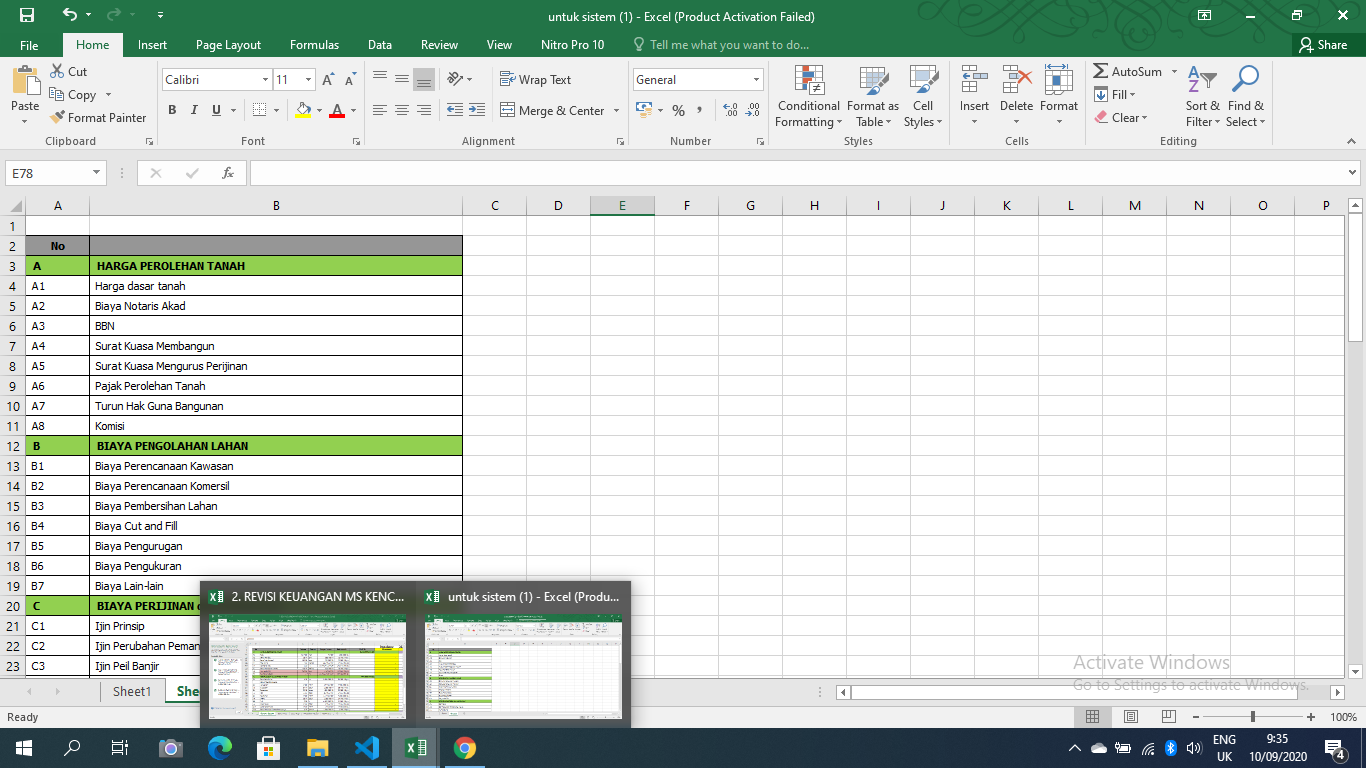 untuk sistem (1) - Excel (Product Activation Failed)
File Home Insert Page Layout Formulas Data Review View Nitro Pro 10 Tell me what you want to do... Share
Paste Cut Copy Format Painter Clipboard
Calibri 11 B I U A Font
Wrap Text Merge & Center Alignment
General % , Number
Conditional Formatting Format as Table Cell Styles Styles
Insert Delete Format Cells
AutoSum Fill Clear Sort & Filter Find & Select Editing
E78 fx
A B C D E F G H I J K L M N O P
1
2 No
3 A HARGA PEROLEHAN TANAH
4 A1 Harga dasar tanah
5 A2 Biaya Notaris Akad
6 A3 BBN
7 A4 Surat Kuasa Membangun
8 A5 Surat Kuasa Mengurus Perijinan
9 A6 Pajak Perolehan Tanah
10 A7 Turun Hak Guna Bangunan
11 A8 Komisi
12 B BIAYA PENGOLAHAN LAHAN
13 B1 Biaya Perencanaan Kawasan
14 B2 Biaya Perencanaan Komersil
15 B3 Biaya Pembersihan Lahan
16 B4 Biaya Cut and Fill
17 B5 Biaya Pengurugan
18 B6 Biaya Pengukuran
19 B7 Biaya Lain-lain
20 C BIAYA PERIJINAN
21 C1 Ijin Prinsip
22 C2 Ijin Perubahan Peman
23 C3 Ijin Peil Banjir
2. REVISI KEUANGAN MS KENC... untuk sistem (1) - Excel (Produ...
Activate Windows
Go to Settings to activate Windows.
Sheet1 She
Ready 100%
ENG UK 9:35 10/09/2020 4